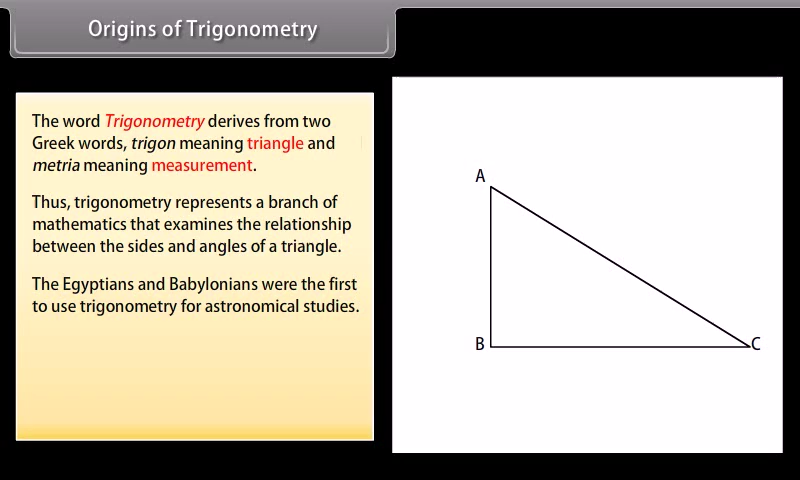 Origins of Trigonometry
The word Trigonometry derives from two
Greek words, trigon meaning triangle and
metria meaning measurement.
Thus, trigonometry represents a branch of
mathematics that examines the relationship
between the sides and angles of a triangle.
The Egyptians and Babylonians were the first
to use trigonometry for astronomical studies.
A
B
C